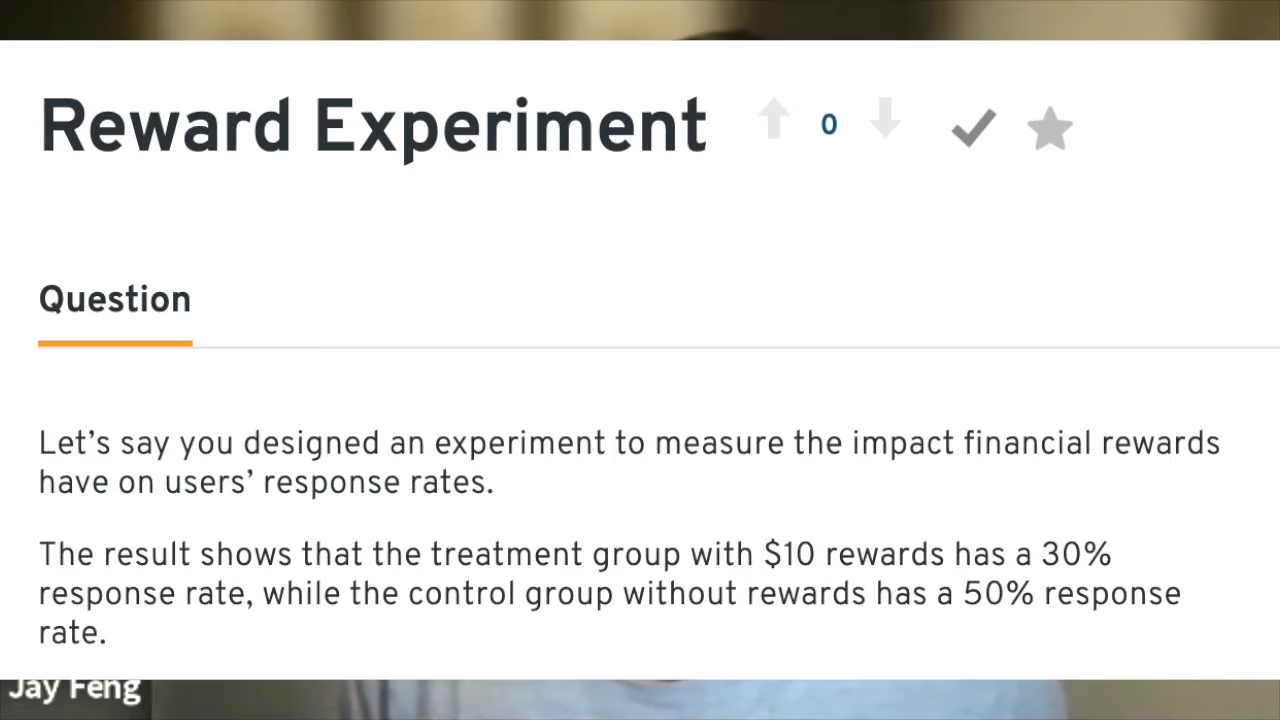 Reward Experiment
0
Question
Let’s say you designed an experiment to measure the impact financial rewards
have on users’ response rates.
The result shows that the treatment group with $10 rewards has a 30%
response rate, while the control group without rewards has a 50% response
rate.
Jay Feng